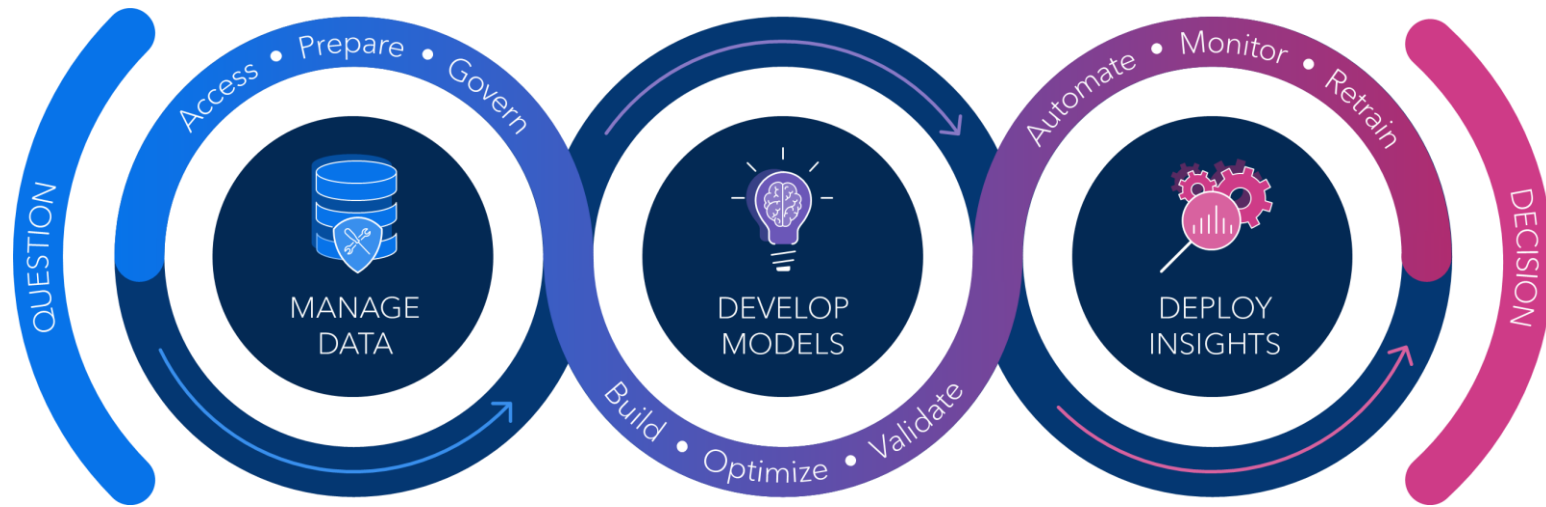 QUESTION
Access • Prepare • Govern
MANAGE
DATA
DEVELOP
MODELS
Build • Optimize • Validate
Automate • Monitor • Retrain
DEPLOY
INSIGHTS
DECISION